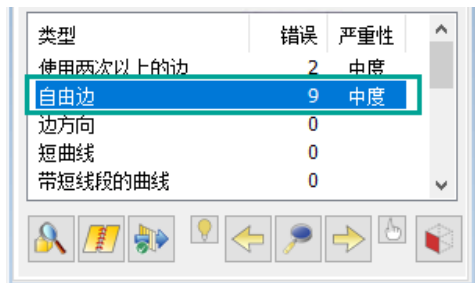 类型 错误 严重性
使用两次以上的边 2 中度
自由边 9 中度
边方向 0
短曲线 0
带短线段的曲线 0